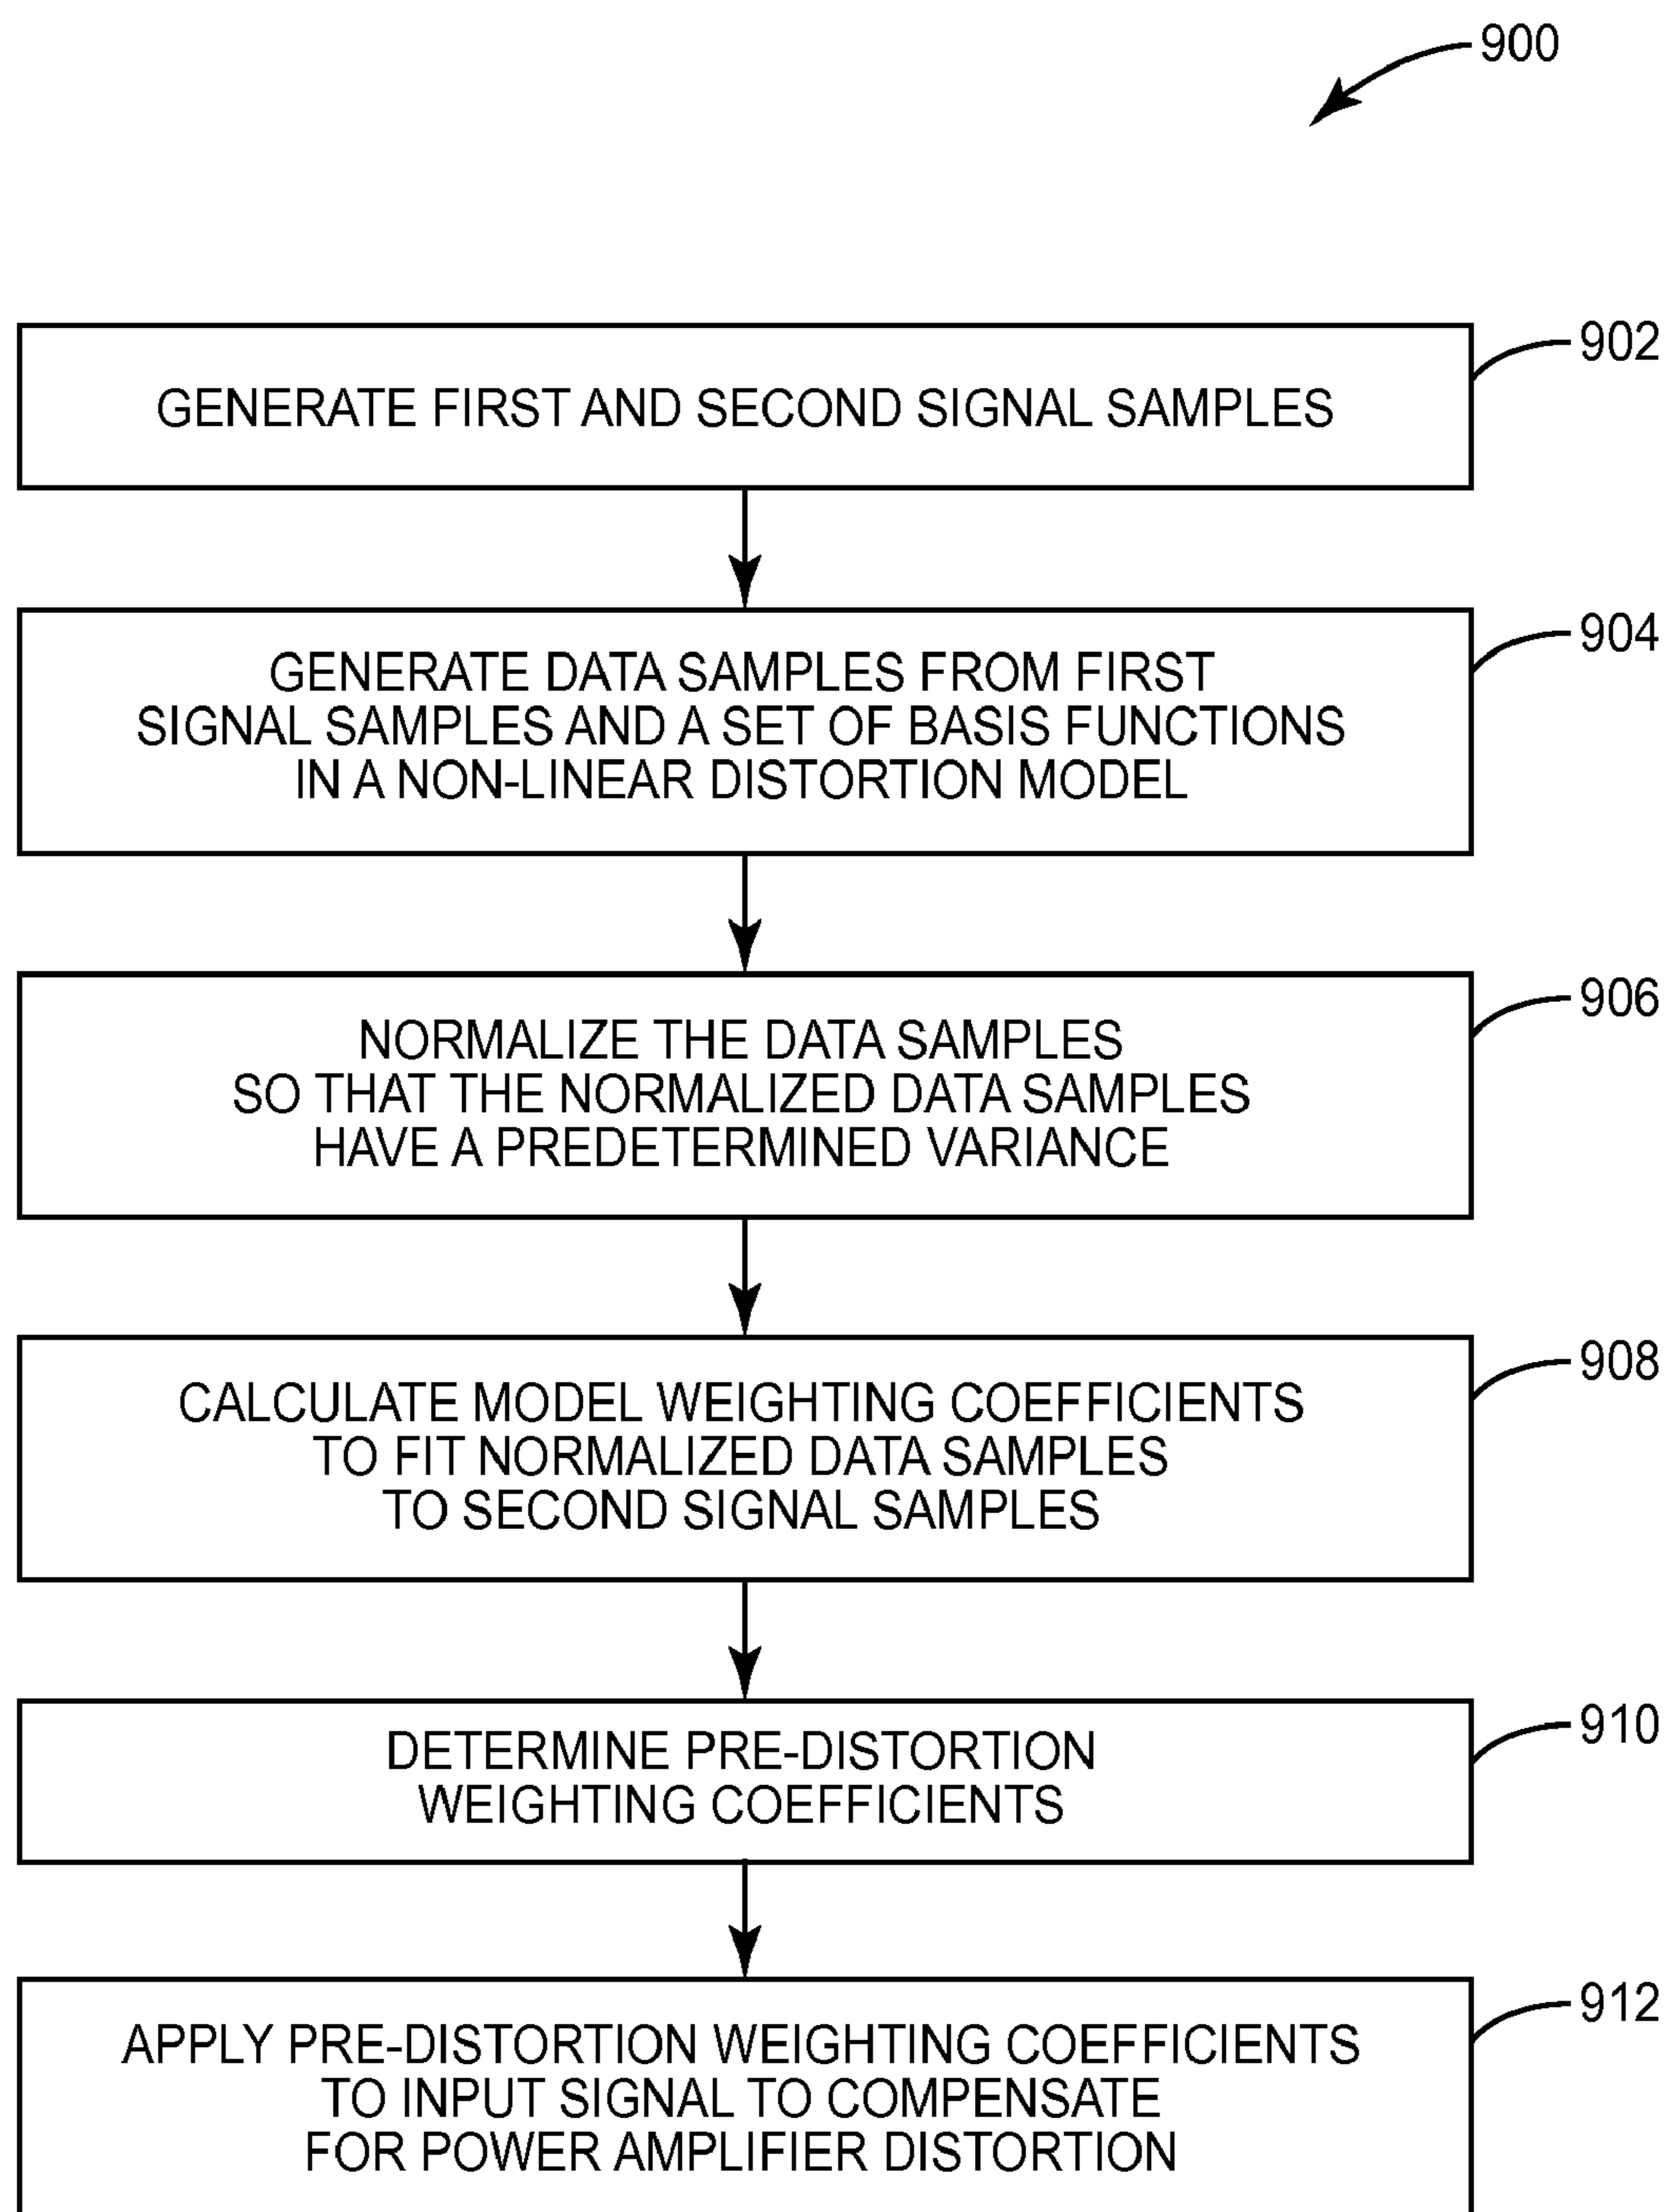 900
902
GENERATE FIRST AND SECOND SIGNAL SAMPLES
904
GENERATE DATA SAMPLES FROM FIRST
SIGNAL SAMPLES AND A SET OF BASIS FUNCTIONS
IN A NON-LINEAR DISTORTION MODEL
906
NORMALIZE THE DATA SAMPLES
SO THAT THE NORMALIZED DATA SAMPLES
HAVE A PREDETERMINED VARIANCE
908
CALCULATE MODEL WEIGHTING COEFFICIENTS
TO FIT NORMALIZED DATA SAMPLES
TO SECOND SIGNAL SAMPLES
910
DETERMINE PRE-DISTORTION
WEIGHTING COEFFICIENTS
912
APPLY PRE-DISTORTION WEIGHTING COEFFICIENTS
TO INPUT SIGNAL TO COMPENSATE
FOR POWER AMPLIFIER DISTORTION